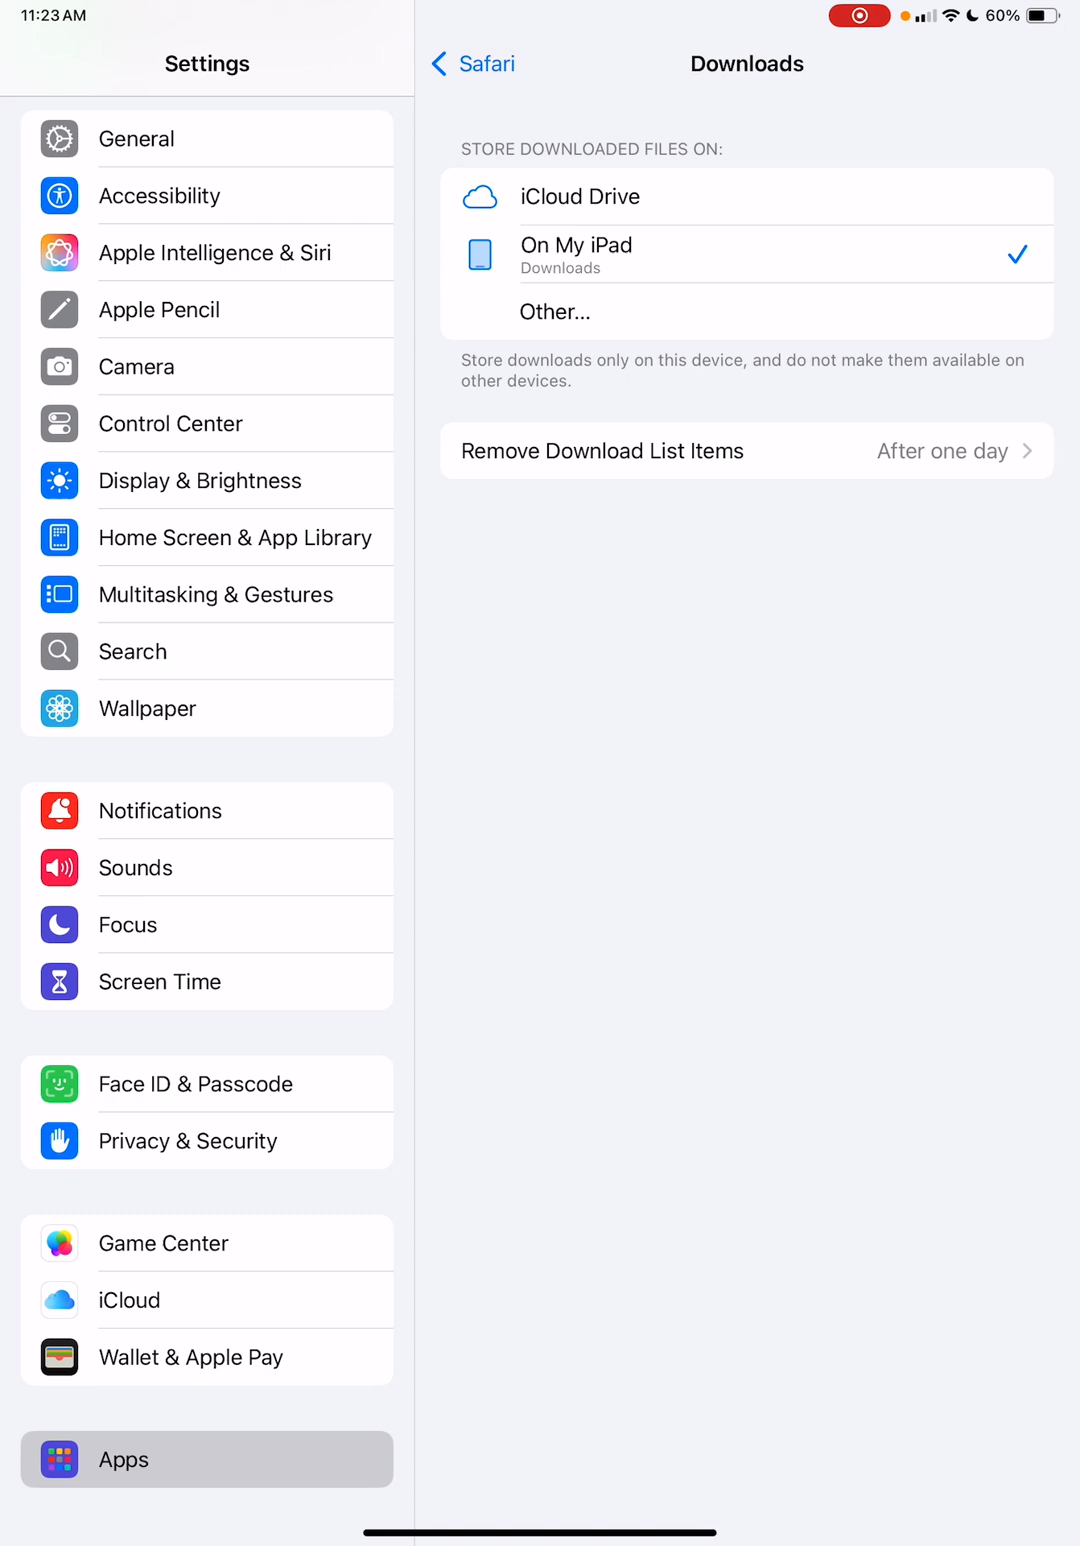 11:23 AM
60%
Settings
General
Accessibility
Apple Intelligence & Siri
Apple Pencil
Camera
Control Center
Display & Brightness
Home Screen & App Library
Multitasking & Gestures
Search
Wallpaper
Notifications
Sounds
Focus
Screen Time
Face ID & Passcode
Privacy & Security
Game Center
iCloud
Wallet & Apple Pay
Apps
Safari
Downloads
STORE DOWNLOADED FILES ON:
iCloud Drive
On My iPad
Downloads
Other...
Store downloads only on this device, and do not make them available on
other devices.
Remove Download List Items After one day